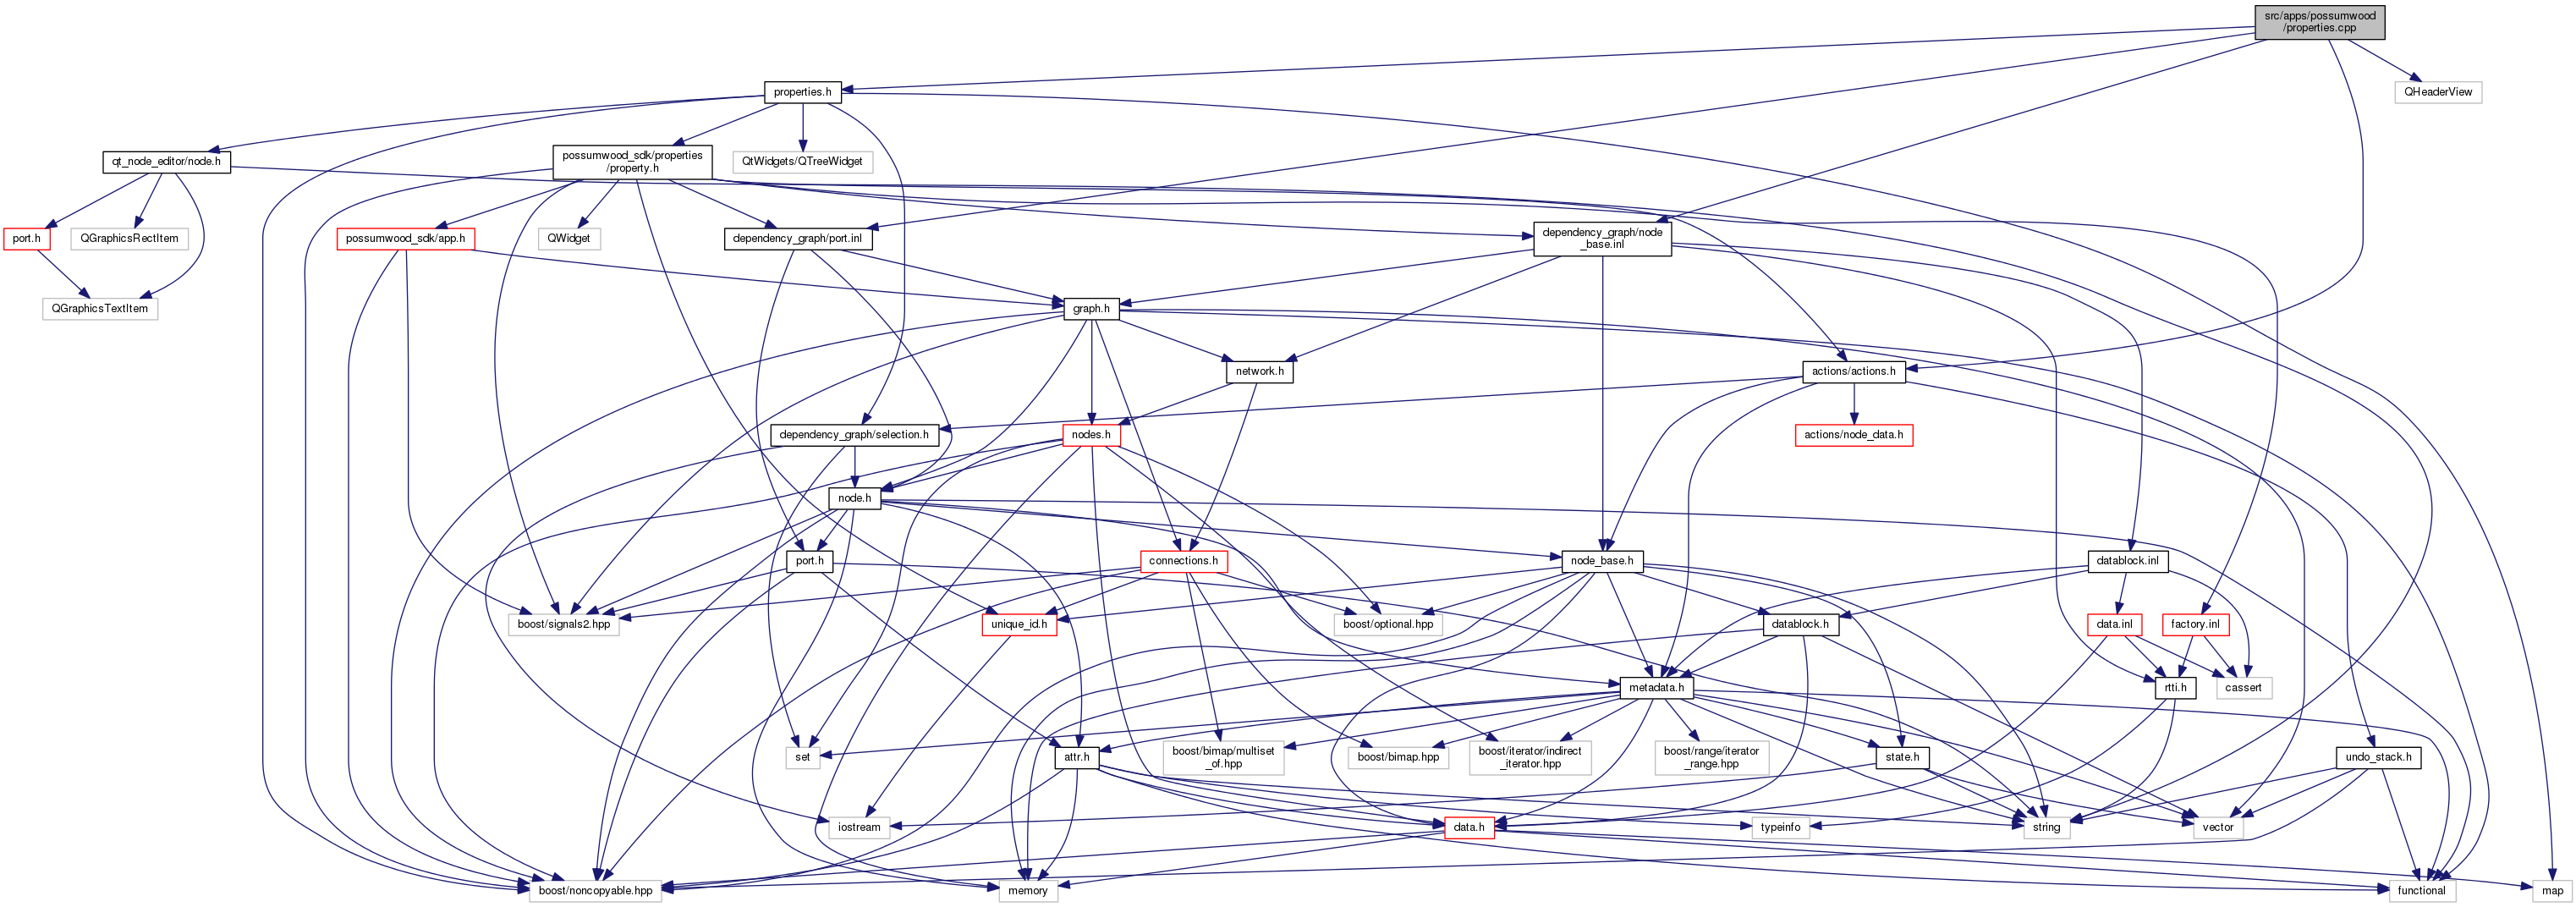 src/apps/possumwood
/properties.cpp
properties.h
QHeaderView
qt_node_editor/node.h
possumwood_sdk/properties
/property.h
QtWidgets/QTreeWidget
port.h
QGraphicsRectItem
possumwood_sdk/app.h
QWidget
dependency_graph/port.inl
dependency_graph/node
_base.inl
QGraphicsTextItem
graph.h
network.h
actions/actions.h
dependency_graph/selection.h
nodes.h
actions/node_data.h
node.h
port.h
connections.h
node_base.h
datablock.inl
boost/signals2.hpp
unique_id.h
boost/optional.hpp
datablock.h
data.inl
factory.inl
metadata.h
rtti.h
cassert
set
attr.h
boost/bimap/multiset
_of.hpp
boost/bimap.hpp
boost/iterator/indirect
_iterator.hpp
boost/range/iterator
_range.hpp
state.h
undo_stack.h
iostream
data.h
typeinfo
string
vector
boost/noncopyable.hpp
memory
functional
map